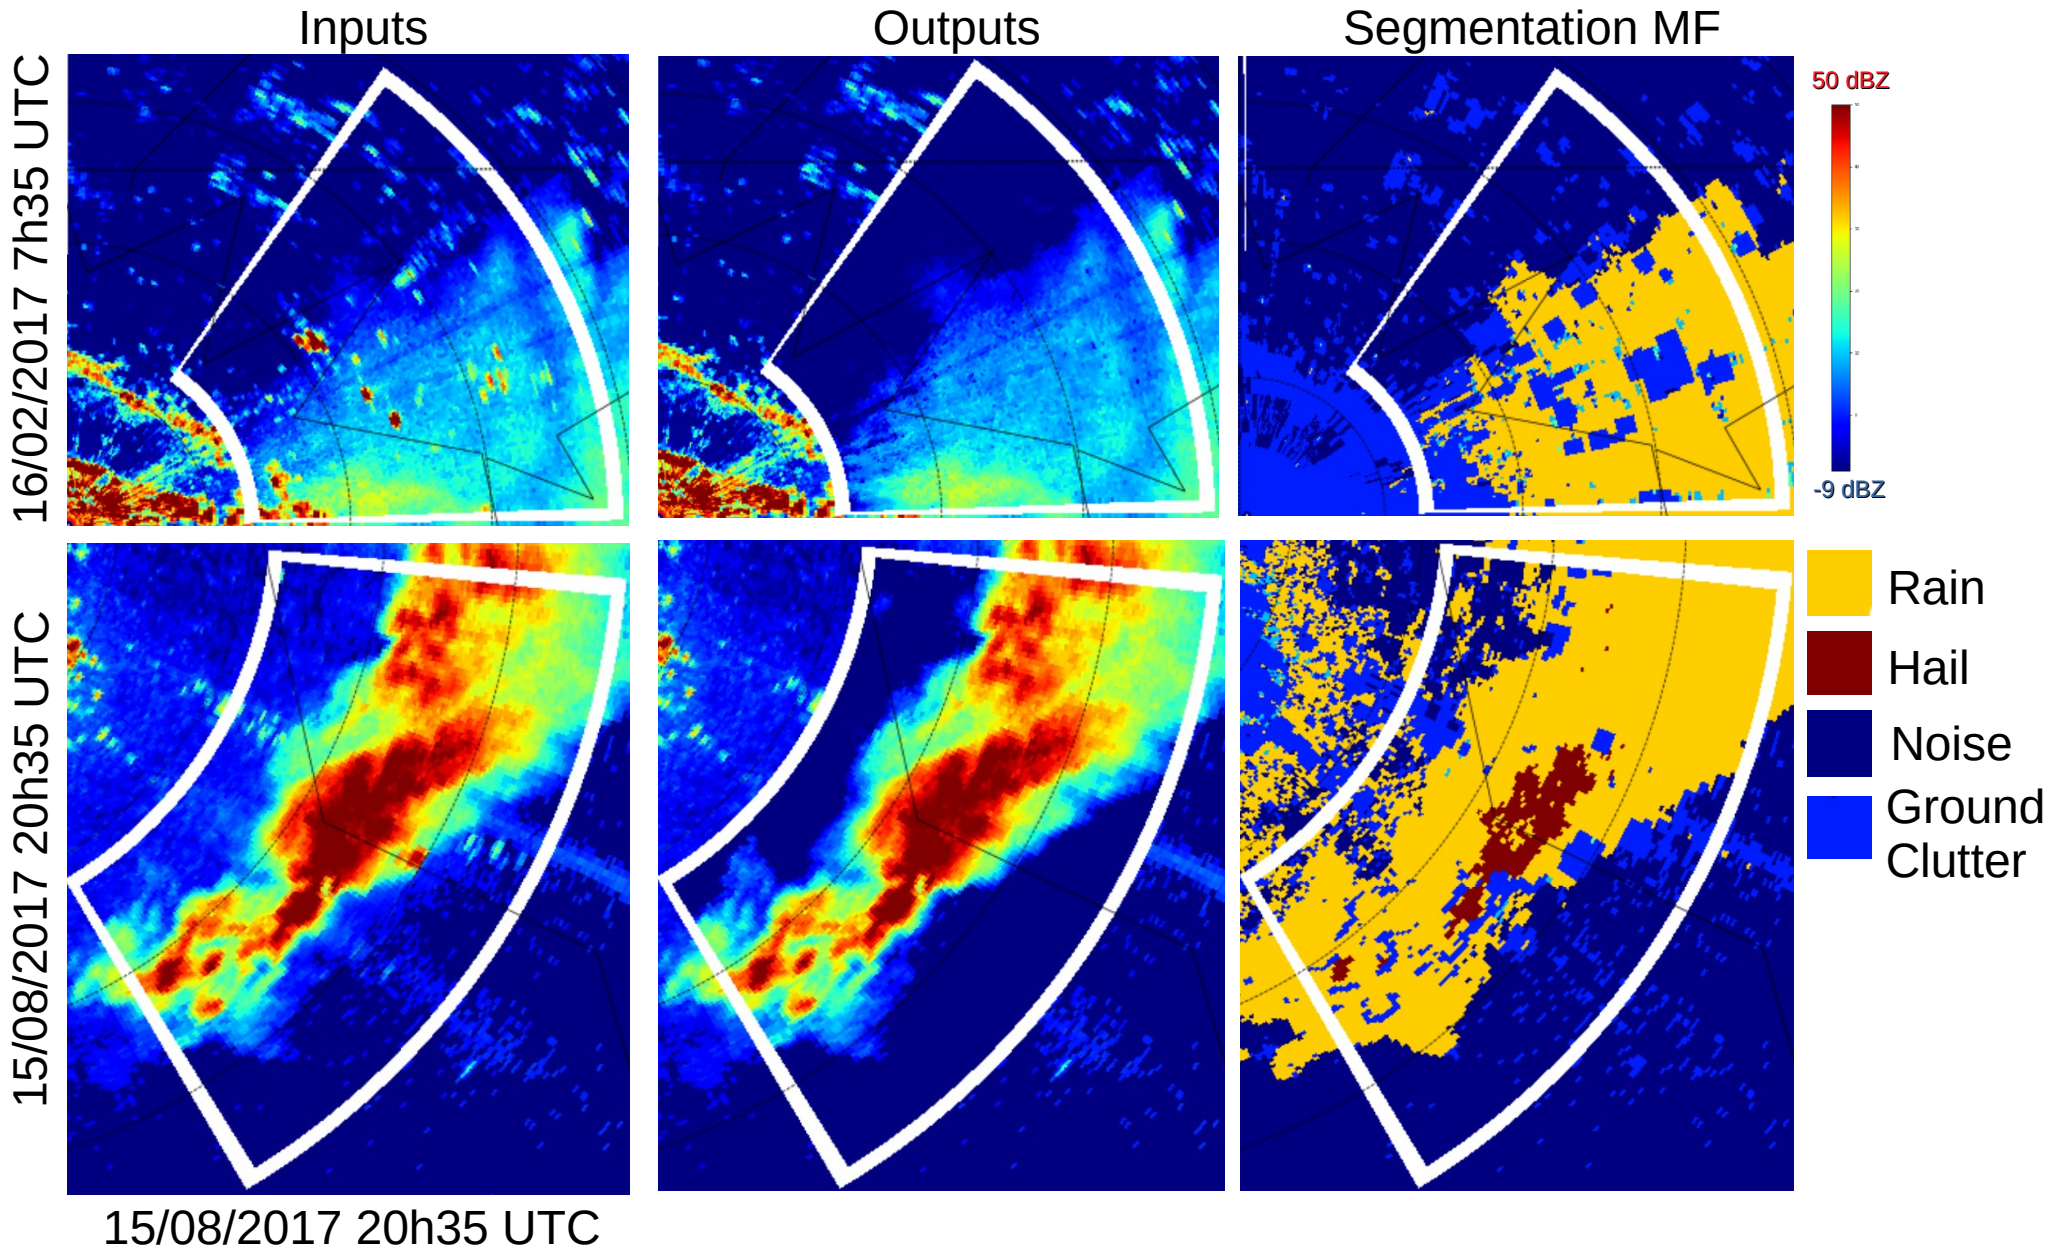 Inputs
Outputs
Segmentation MF
16/02/2017 7h35 UTC
50 dBZ
-9 dBZ
15/08/2017 20h35 UTC
Rain
Hail
Noise
Ground
Clutter
15/08/2017 20h35 UTC